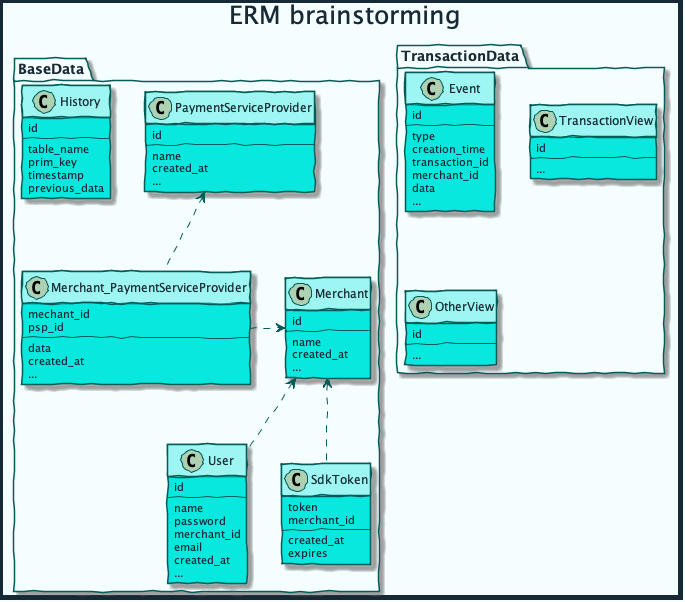 ERM brainstorming
BaseData
C History
id
table_name
prim_key
timestamp
previous_data
C PaymentServiceProvider
id
name
created_at
...
C Merchant_PaymentServiceProvider
mechant_id
psp_id
data
created_at
...
C Merchant
id
name
created_at
...
C User
id
name
password
merchant_id
email
created_at
...
C SdkToken
token
merchant_id
created_at
expires
TransactionData
C Event
id
type
creation_time
transaction_id
merchant_id
data
...
C TransactionView
id
...
C OtherView
id
...